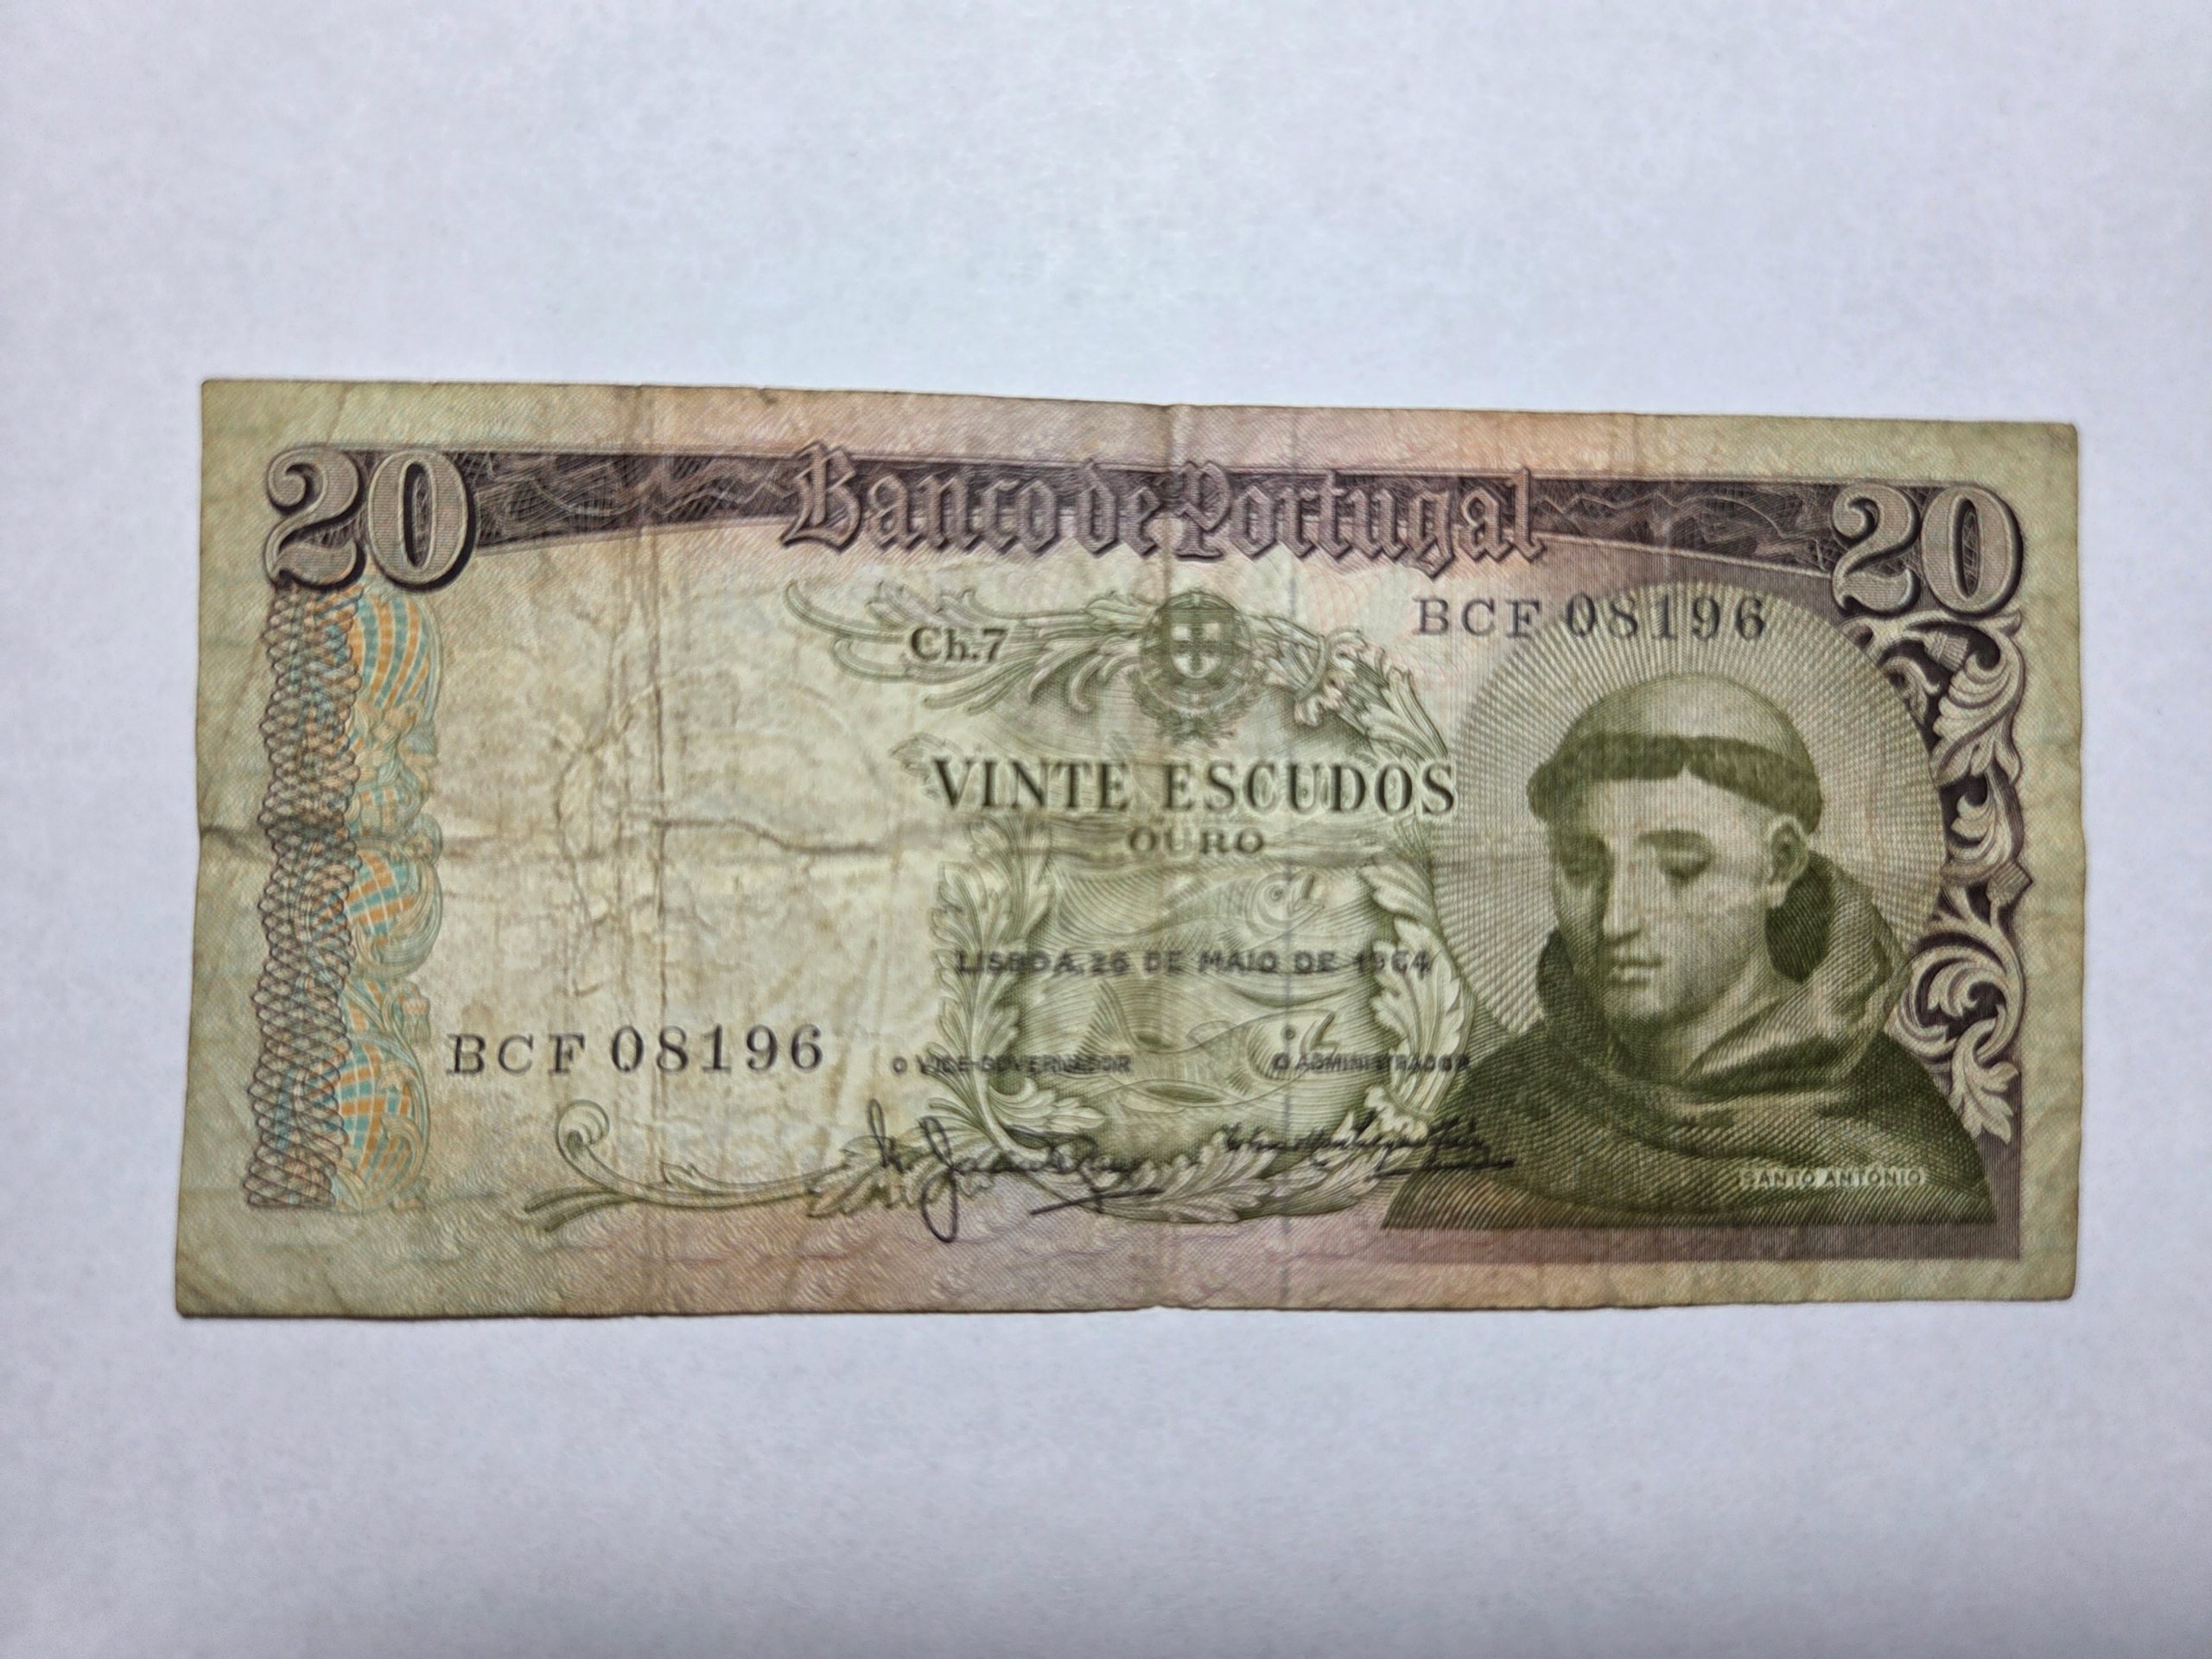 20 Banco de Portugal 20
Ch.7
BCF 08196
VINTE ESCUDOS
OURO
LISBOA, 26 DE MAIO DE 1964
BCF 08196
O VICE-GOVERNADOR
O ADMINISTRADOR
SANTO ANTÓNIO